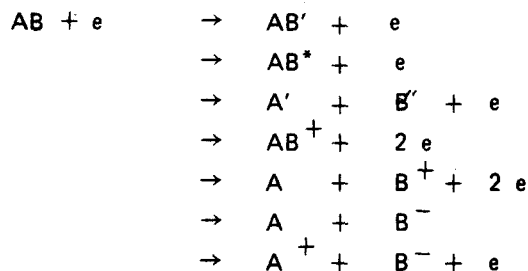 AB + e → AB′ + e
→ AB* + e
→ A′ + B″ + e
→ AB⁺ + 2 e
→ A + B⁺ + 2 e
→ A + B⁻
→ A⁺ + B⁻ + e